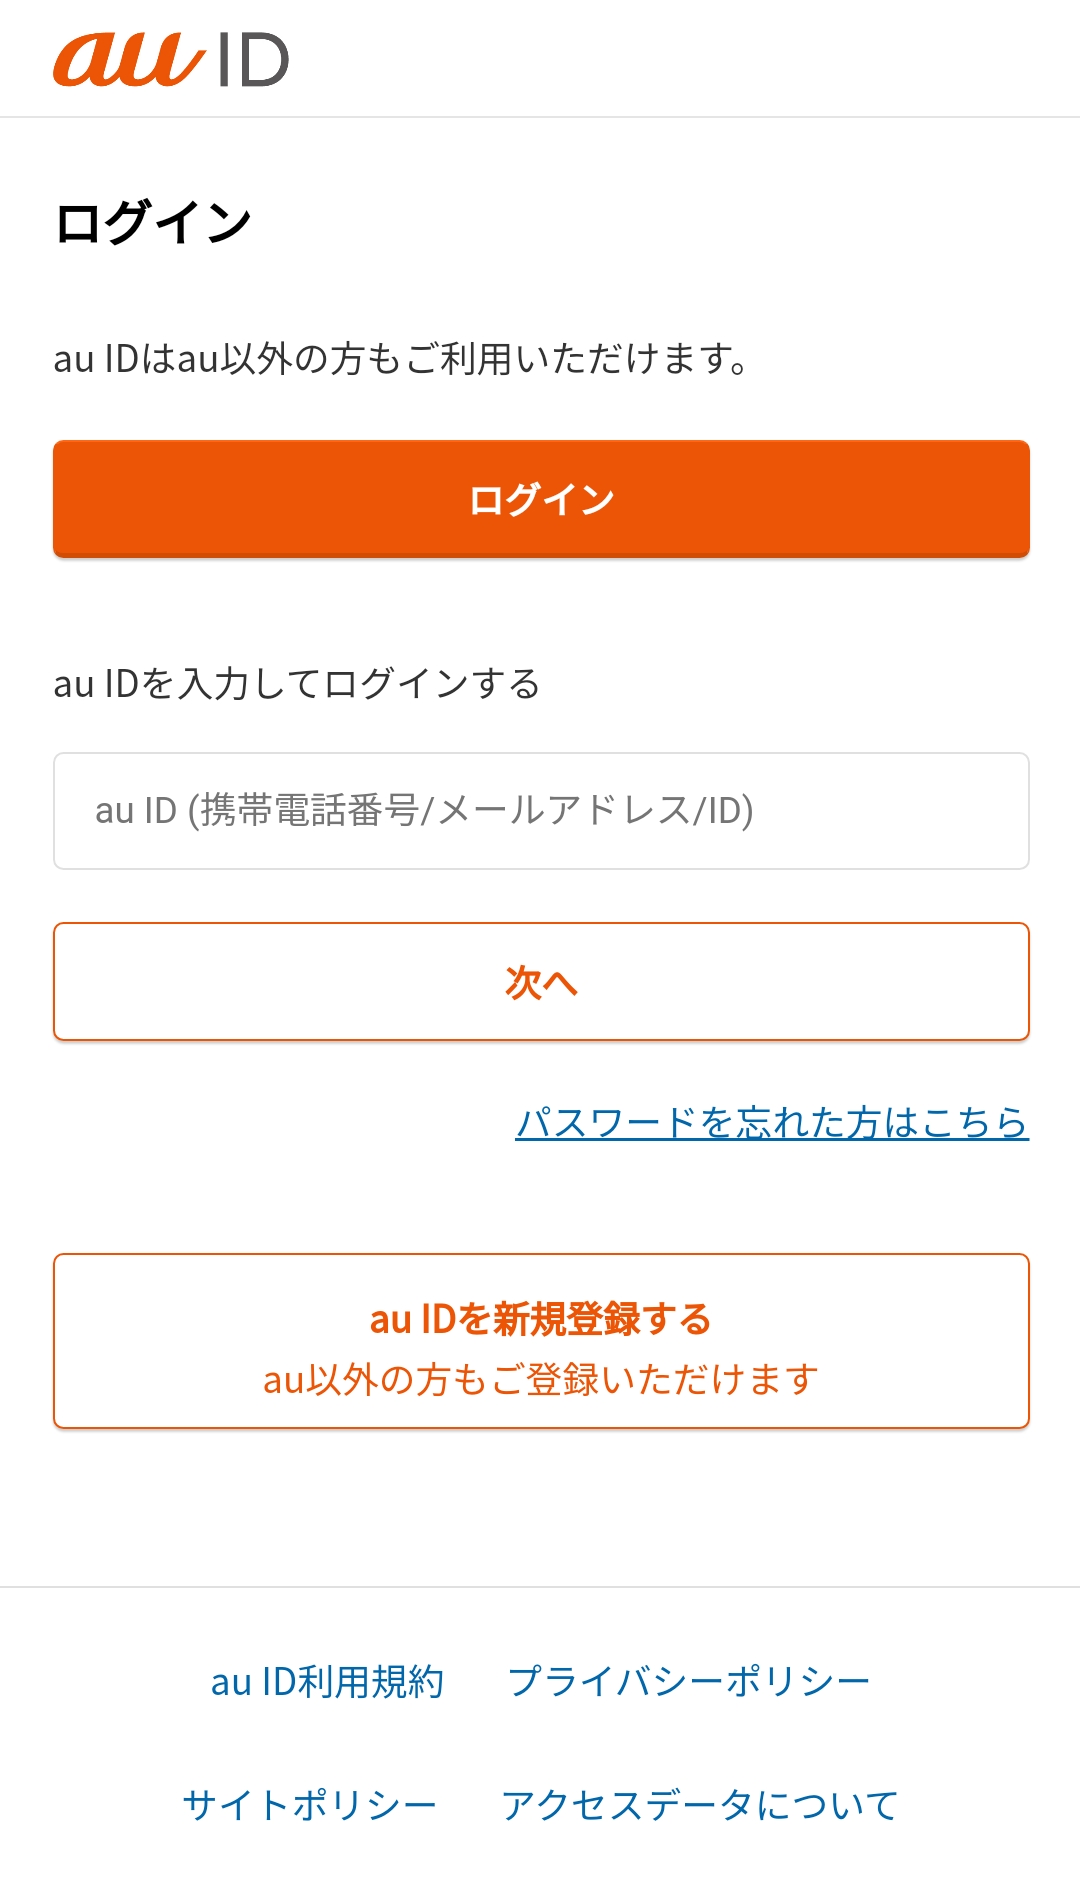 au ID
ログイン
au IDはau以外の方もご利用いただけます。
ログイン
au IDを入力してログインする
au ID (携帯電話番号/メールアドレス/ID)
次へ
パスワードを忘れた方はこちら
au IDを新規登録する
au以外の方もご登録いただけます
au ID利用規約 プライバシーポリシー
サイトポリシー アクセスデータについて